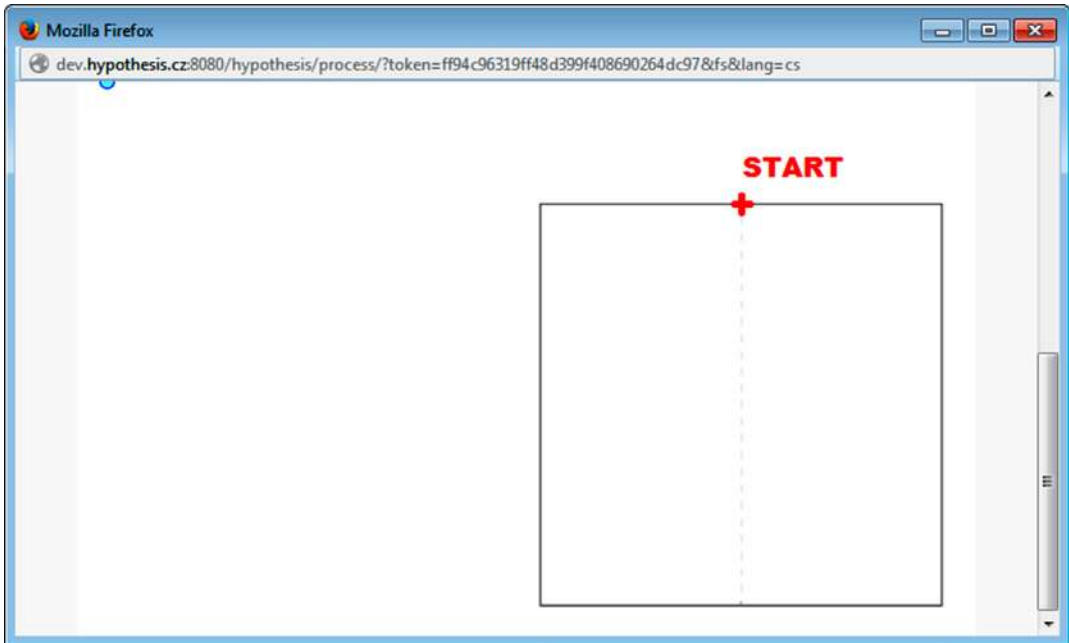 Mozilla Firefox
dev.hypothesis.cz:8080/hypothesis/process/?token=ff94c96319ff48d399f408690264dc97&fs&lang=cs
START